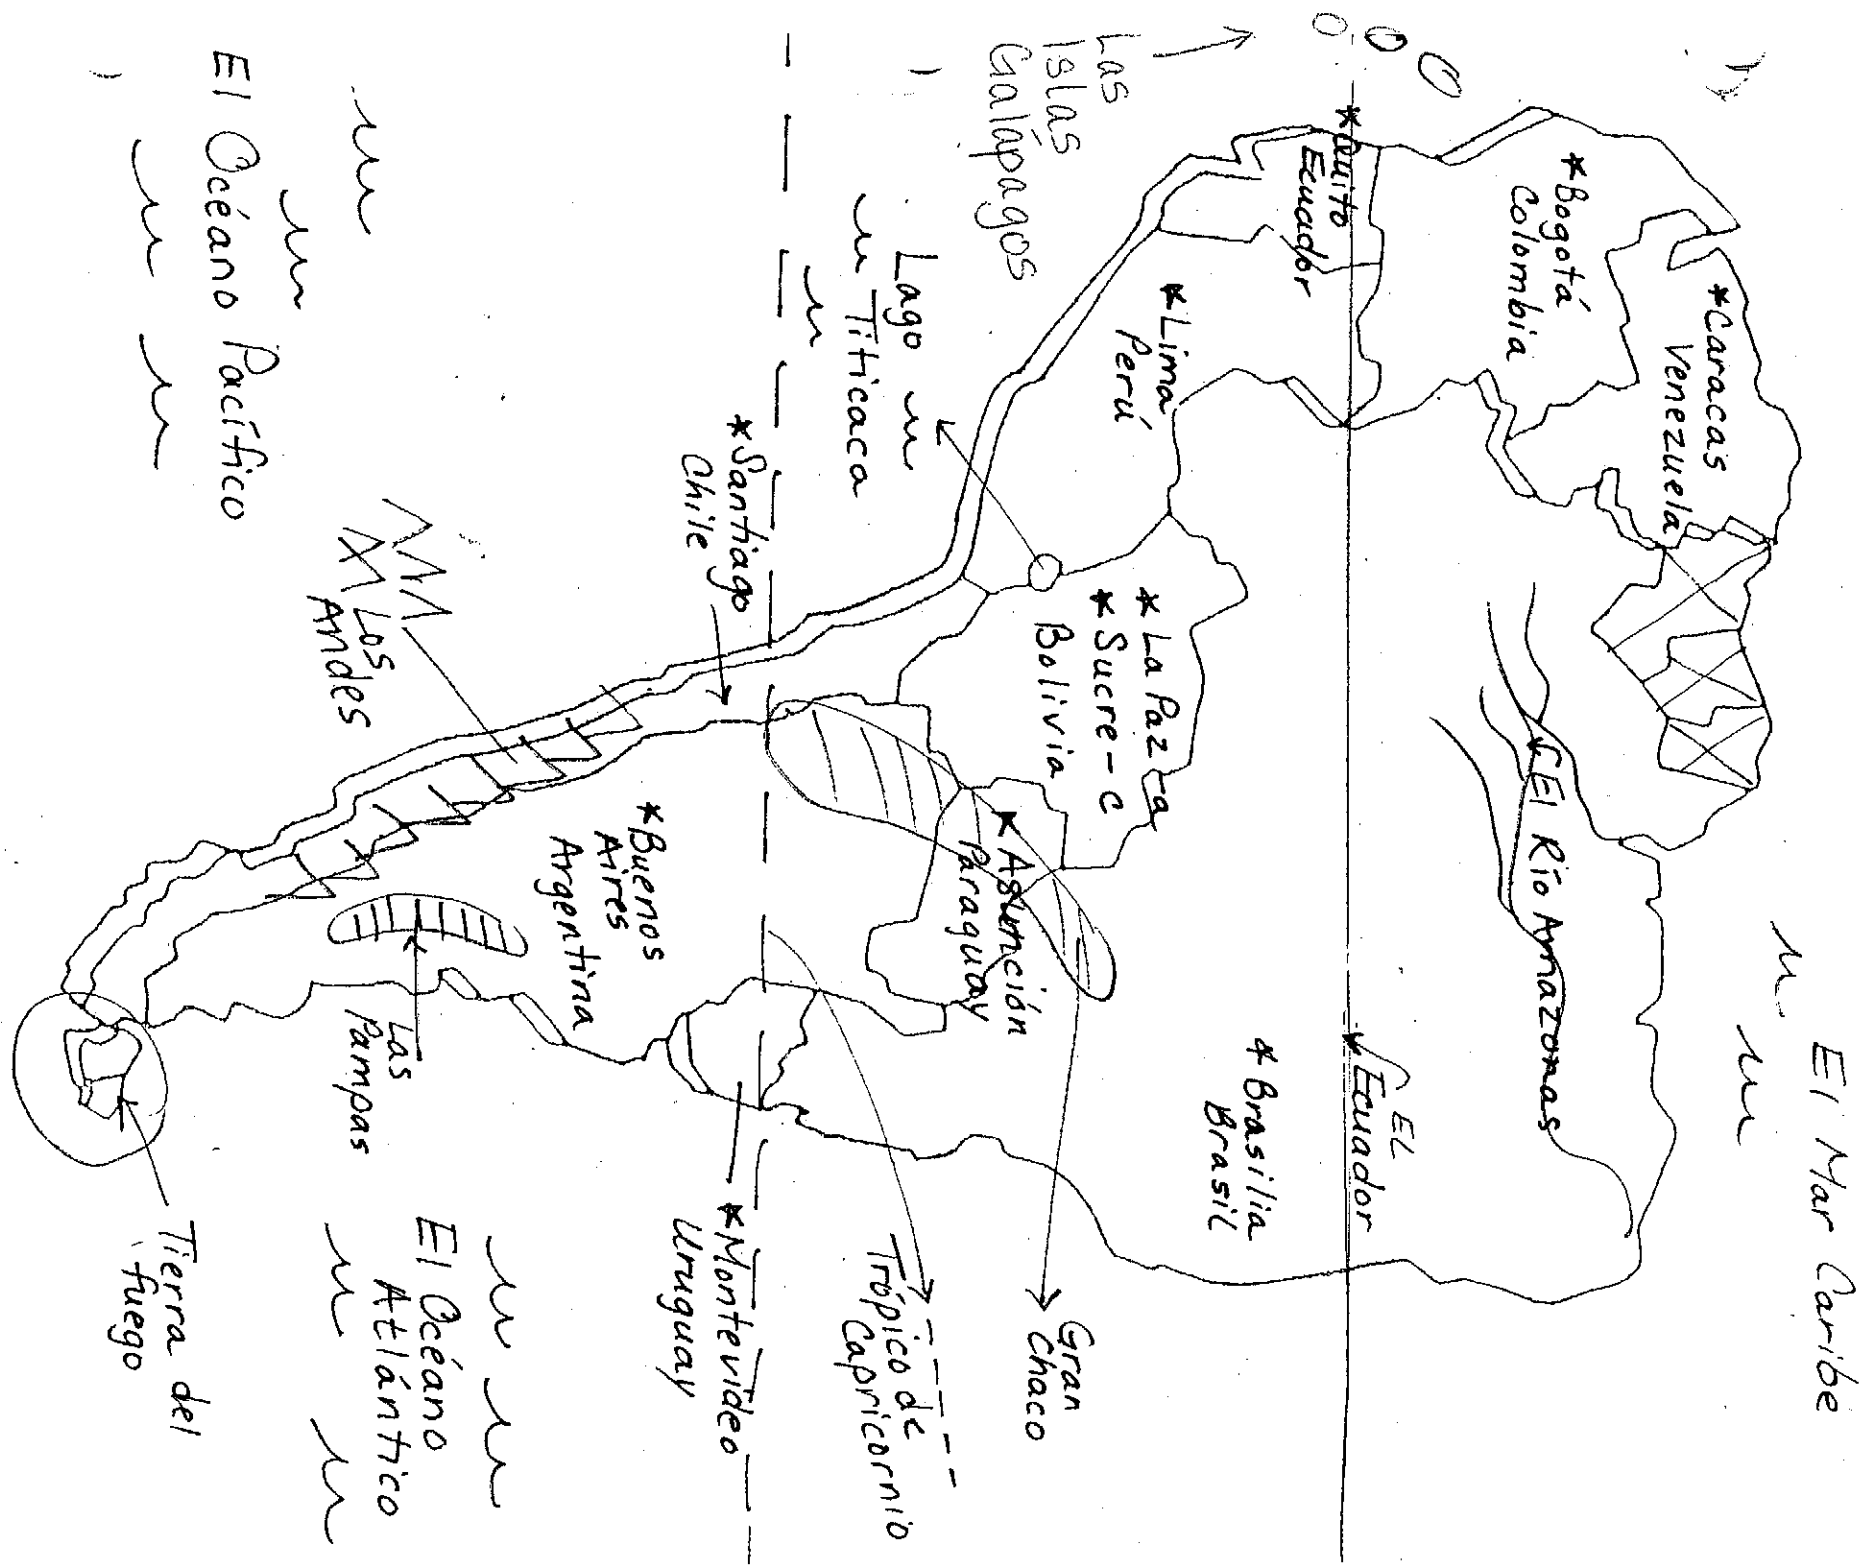 El Mar Caribe
*Caracas
Venezuela
*Bogotá
Colombia
El Río Amazonas
*Quito
Ecuador
EL
Ecuador
Las
Islas
Galápagos
*Lima
Perú
*Brasilia
Brasil
*La Paz-a
*Sucre-c
Bolivia
Lago
Titicaca
*Asunción
Paraguay
Gran
Chaco
Trópico de
Capricornio
*Santiago
Chile
*Montevideo
Uruguay
*Buenos
Aires
Argentina
Los
Andes
Las
Pampas
El Océano Pacífico
El Océano
Atlántico
Tierra del
fuego